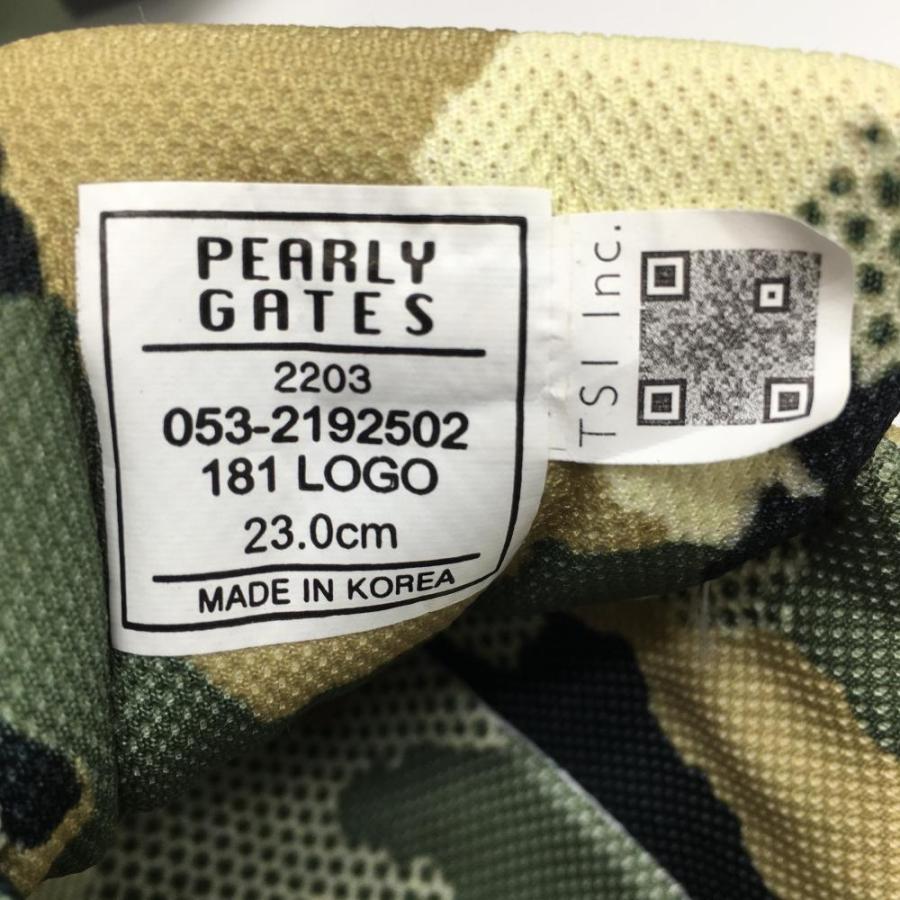 PEARLY
GATES
2203
053-2192502
181 LOGO
23.0cm
MADE IN KOREA
TSI Inc.